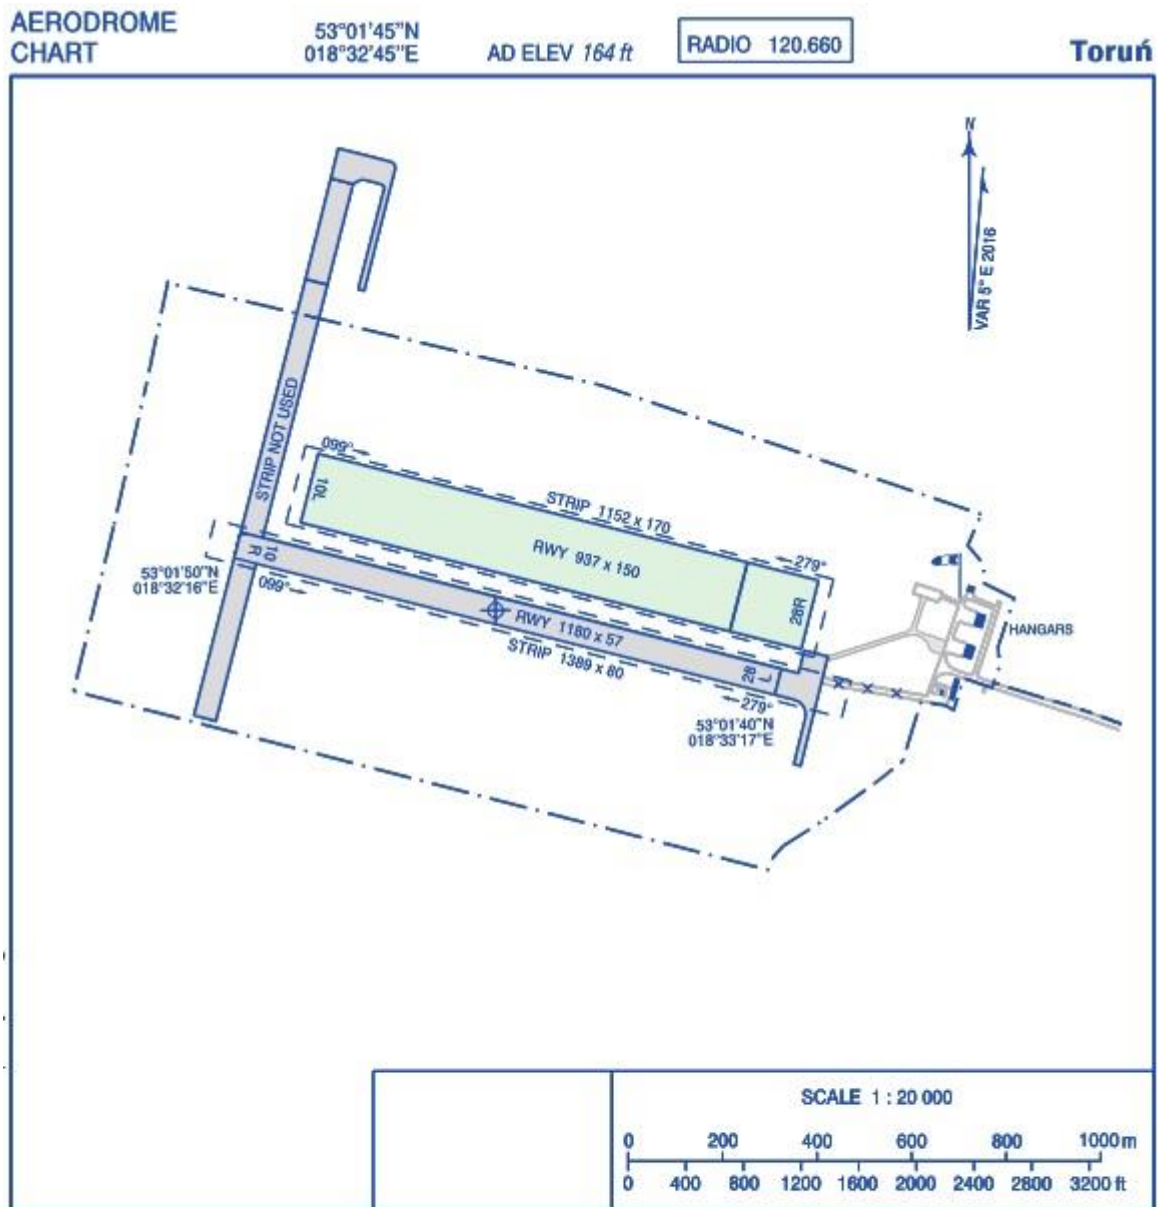 AERODROME
CHART
53°01'45"N
018°32'45"E
AD ELEV 164 ft
RADIO 120.660
Toruń
N
VAR 5° E 2016
STRIP NOT USED
099°
10L
STRIP 1152 x 170
RWY 937 x 150
279°
28R
10
R
53°01'50"N
018°32'16"E
099°
RWY 1180 x 57
STRIP 1389 x 80
28
L
279°
53°01'40"N
018°33'17"E
HANGARS
SCALE 1 : 20 000
0 200 400 600 800 1000 m
0 400 800 1200 1600 2000 2400 2800 3200 ft